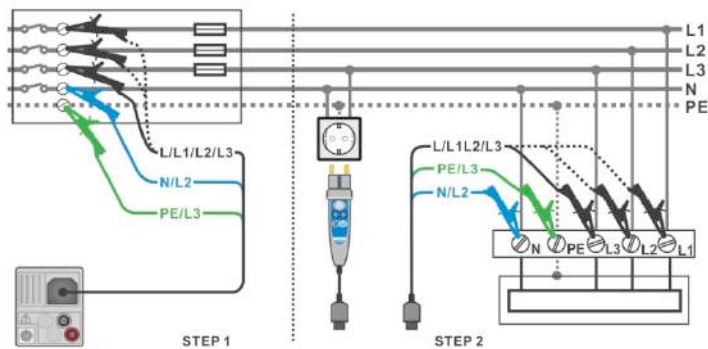 L1
L2
L3
N
PE
L/L1/L2/L3
N/L2
PE/L3
L/L1L2/L3
PE/L3
N/L2
N
PE
L3
L2
L1
STEP 1
STEP 2